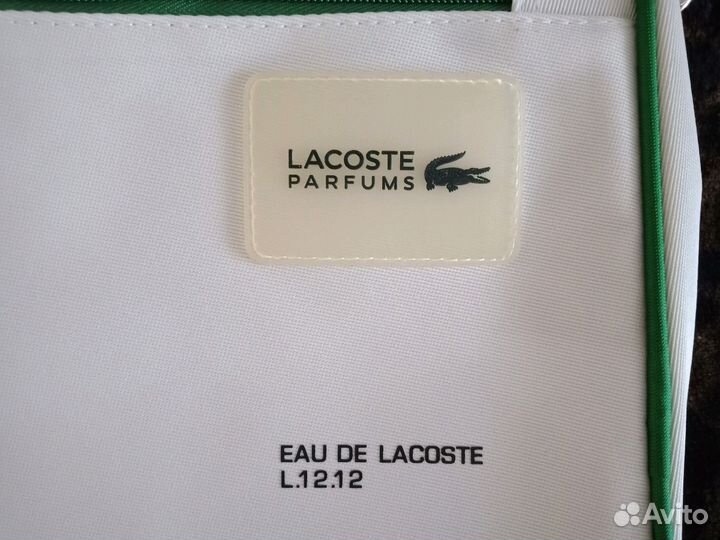 LACOSTE
PARFUMS
EAU DE LACOSTE
L.12.12
Avito